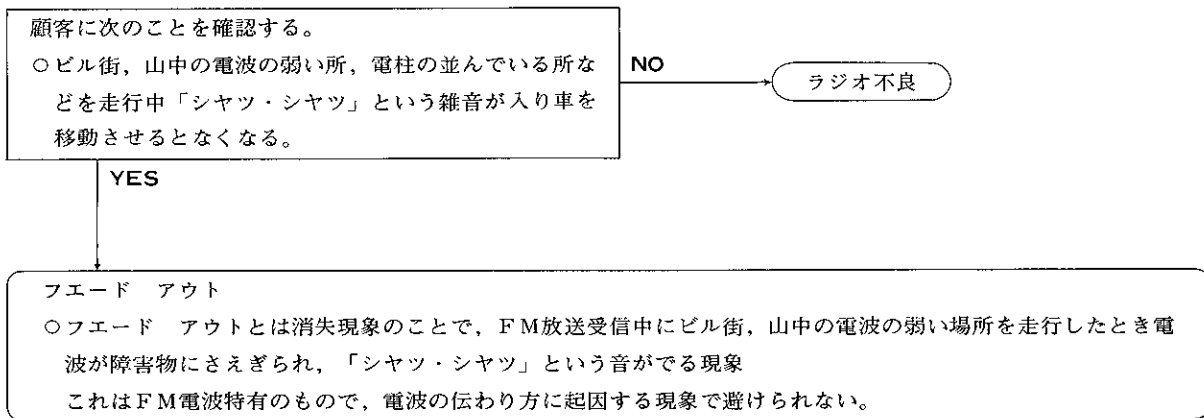 顧客に次のことを確認する。
○ビル街，山中の電波の弱い所，電柱の並んでいる所な
どを走行中「シヤツ・シヤツ」という雑音が入り車を
移動させるとなくなる。
NO
ラジオ不良
YES
フエード　アウト
○フエード　アウトとは消失現象のことで，ＦＭ放送受信中にビル街，山中の電波の弱い場所を走行したとき電
波が障害物にさえぎられ，「シヤツ・シヤツ」という音がでる現象
これはＦＭ電波特有のもので，電波の伝わり方に起因する現象で避けられない。